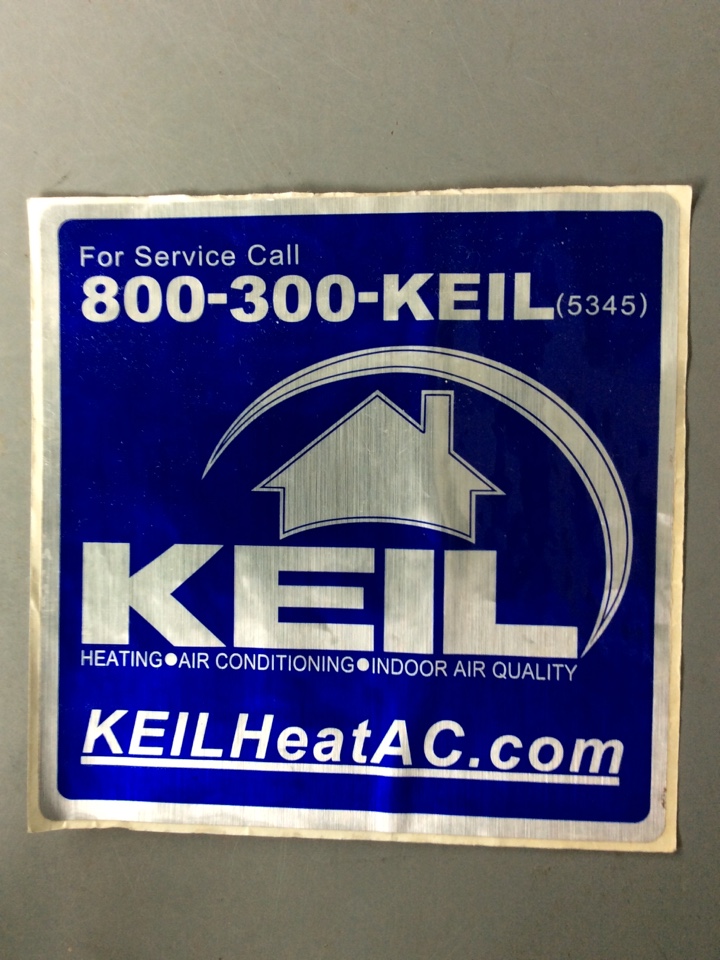 For Service Call
800-300-KEIL(5345)
KEIL
HEATING●AIR CONDITIONING●INDOOR AIR QUALITY
KEILHeatAC.com